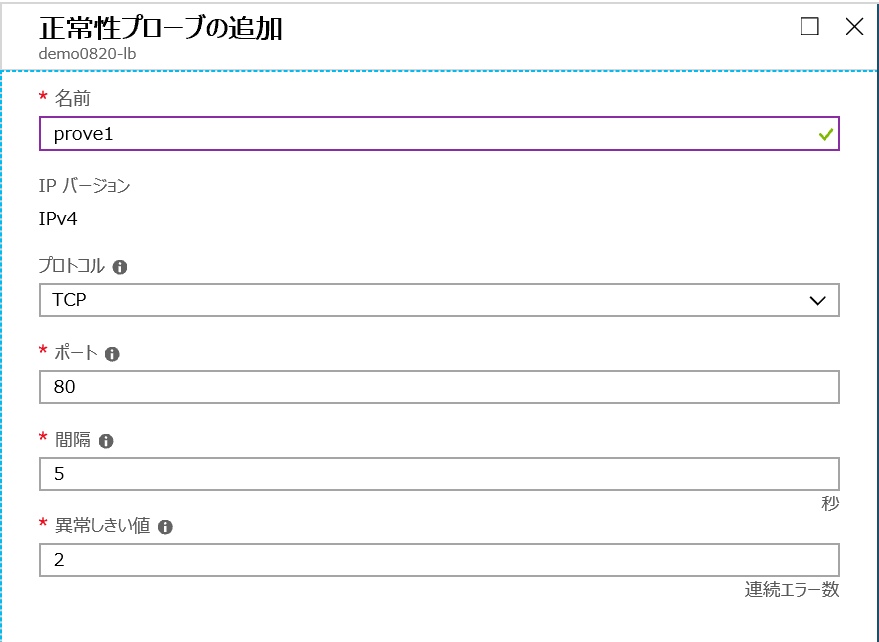 正常性プローブの追加
demo0820-lb
* 名前
prove1
IP バージョン
IPv4
プロトコル
TCP
* ポート
80
* 間隔
5
秒
* 異常しきい値
2
連続エラー数